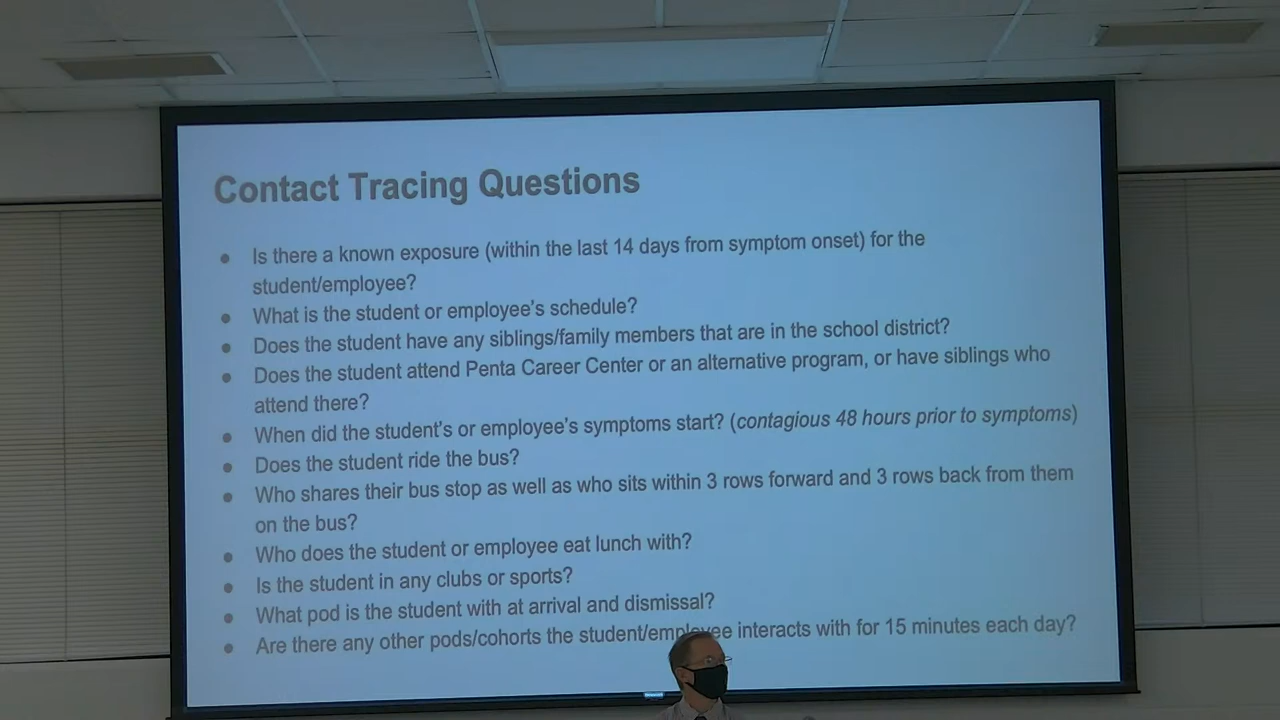 Contact Tracing Questions
● Is there a known exposure (within the last 14 days from symptom onset) for the
student/employee?
● What is the student or employee's schedule?
● Does the student have any siblings/family members that are in the school district?
● Does the student attend Penta Career Center or an alternative program, or have siblings who
attend there?
● When did the student's or employee's symptoms start? (contagious 48 hours prior to symptoms)
● Does the student ride the bus?
● Who shares their bus stop as well as who sits within 3 rows forward and 3 rows back from them
on the bus?
● Who does the student or employee eat lunch with?
● Is the student in any clubs or sports?
● What pod is the student with at arrival and dismissal?
● Are there any other pods/cohorts the student/employee interacts with for 15 minutes each day?